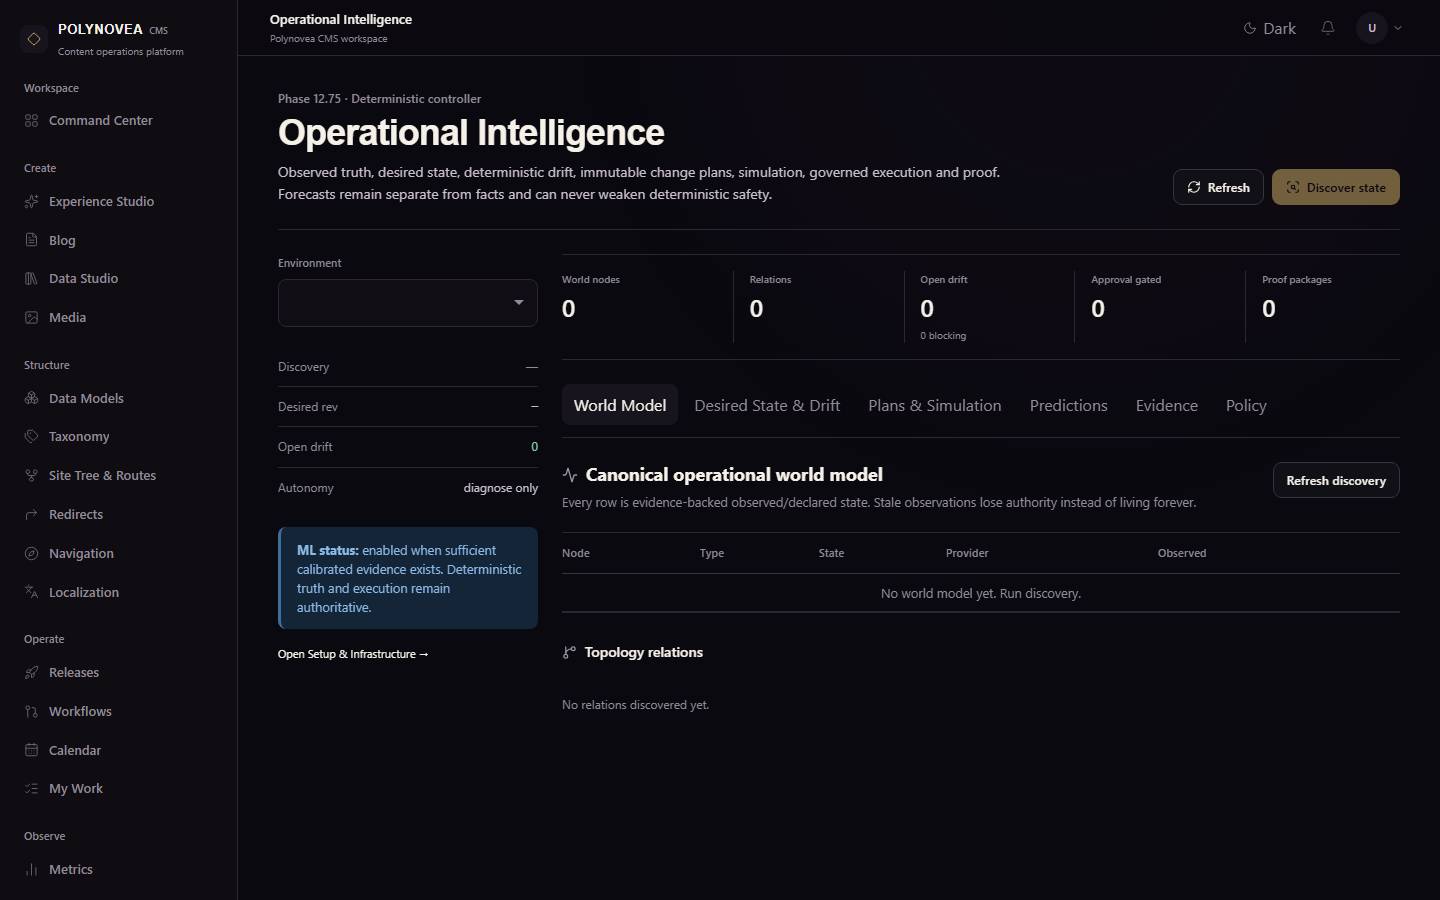 POLYNOVEA CMS
Content operations platform
Workspace
Command Center
Create
Experience Studio
Blog
Data Studio
Media
Structure
Data Models
Taxonomy
Site Tree & Routes
Redirects
Navigation
Localization
Operate
Releases
Workflows
Calendar
My Work
Observe
Metrics
Operational Intelligence
Polynovea CMS workspace
Dark
U
Phase 12.75 · Deterministic controller
Operational Intelligence
Observed truth, desired state, deterministic drift, immutable change plans, simulation, governed execution and proof.
Forecasts remain separate from facts and can never weaken deterministic safety.
Refresh
Discover state
Environment
Discovery —
Desired rev –
Open drift 0
Autonomy diagnose only
ML status: enabled when sufficient
calibrated evidence exists. Deterministic
truth and execution remain
authoritative.
Open Setup & Infrastructure →
World nodes
0
Relations
0
Open drift
0
0 blocking
Approval gated
0
Proof packages
0
World Model Desired State & Drift Plans & Simulation Predictions Evidence Policy
Canonical operational world model
Every row is evidence-backed observed/declared state. Stale observations lose authority instead of living forever.
Refresh discovery
Node Type State Provider Observed
No world model yet. Run discovery.
Topology relations
No relations discovered yet.